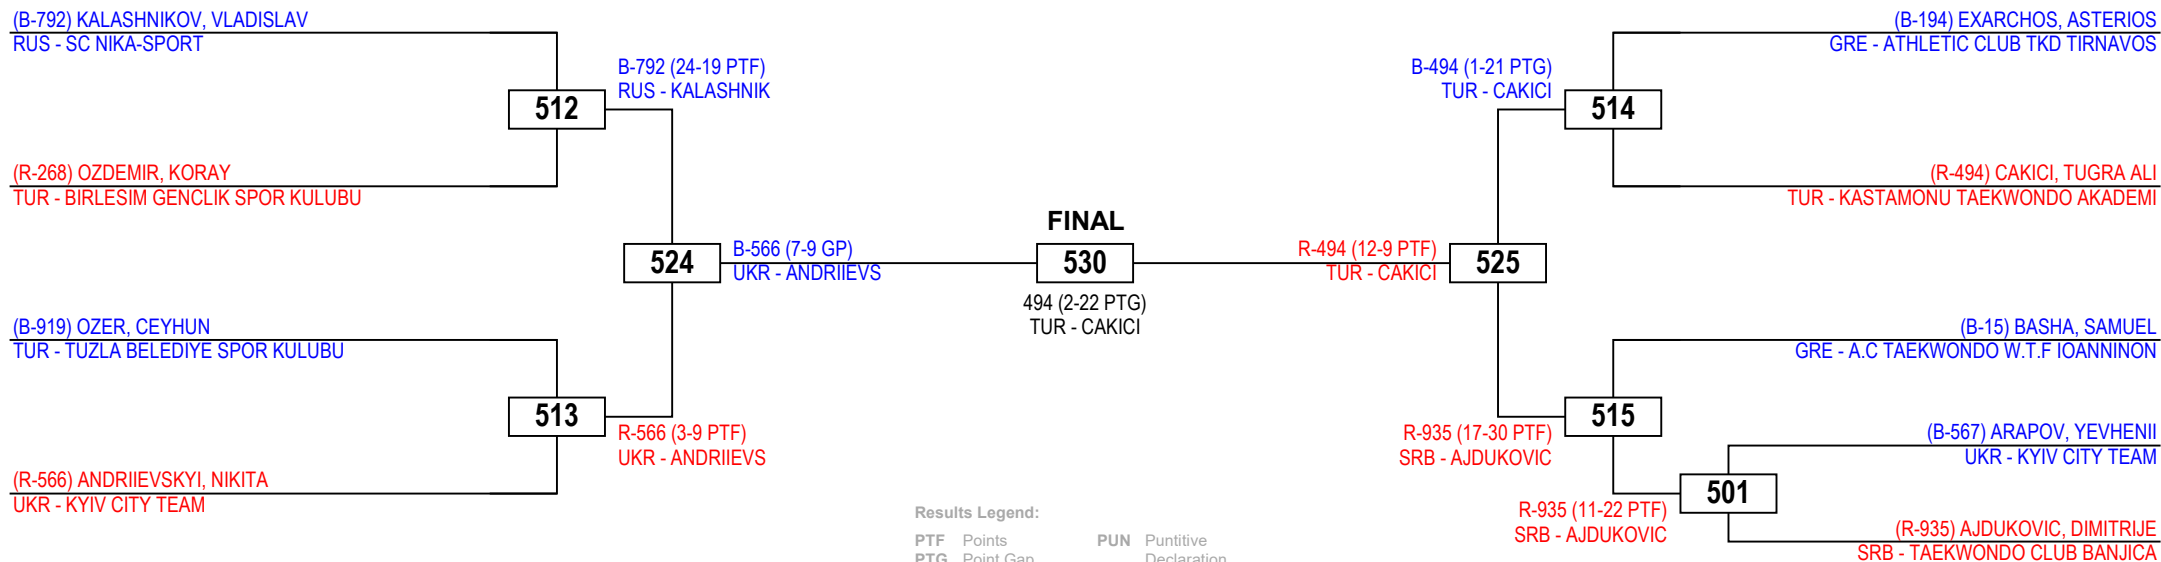 (B-792) KALASHNIKOV, VLADISLAV
RUS - SC NIKA-SPORT
B-792 (24-19 PTF)
RUS - KALASHNIK
512
(R-268) OZDEMIR, KORAY
TUR - BIRLESIM GENCLIK SPOR KULUBU
524
B-566 (7-9 GP)
UKR - ANDRIIEVS
(B-919) OZER, CEYHUN
TUR - TUZLA BELEDIYE SPOR KULUBU
513
R-566 (3-9 PTF)
UKR - ANDRIIEVS
(R-566) ANDRIIEVSKYI, NIKITA
UKR - KYIV CITY TEAM
FINAL
530
494 (2-22 PTG)
TUR - CAKICI
(B-194) EXARCHOS, ASTERIOS
GRE - ATHLETIC CLUB TKD TIRNAVOS
B-494 (1-21 PTG)
TUR - CAKICI
514
(R-494) CAKICI, TUGRA ALI
TUR - KASTAMONU TAEKWONDO AKADEMI
R-494 (12-9 PTF)
TUR - CAKICI
525
(B-15) BASHA, SAMUEL
GRE - A.C TAEKWONDO W.T.F IOANNINON
515
R-935 (17-30 PTF)
SRB - AJDUKOVIC
(B-567) ARAPOV, YEVHENII
UKR - KYIV CITY TEAM
501
R-935 (11-22 PTF)
SRB - AJDUKOVIC
(R-935) AJDUKOVIC, DIMITRIJE
SRB - TAEKWONDO CLUB BANJICA
Results Legend:
PTF Points
PTG Point Gap
PUN Puntitive
Declaration